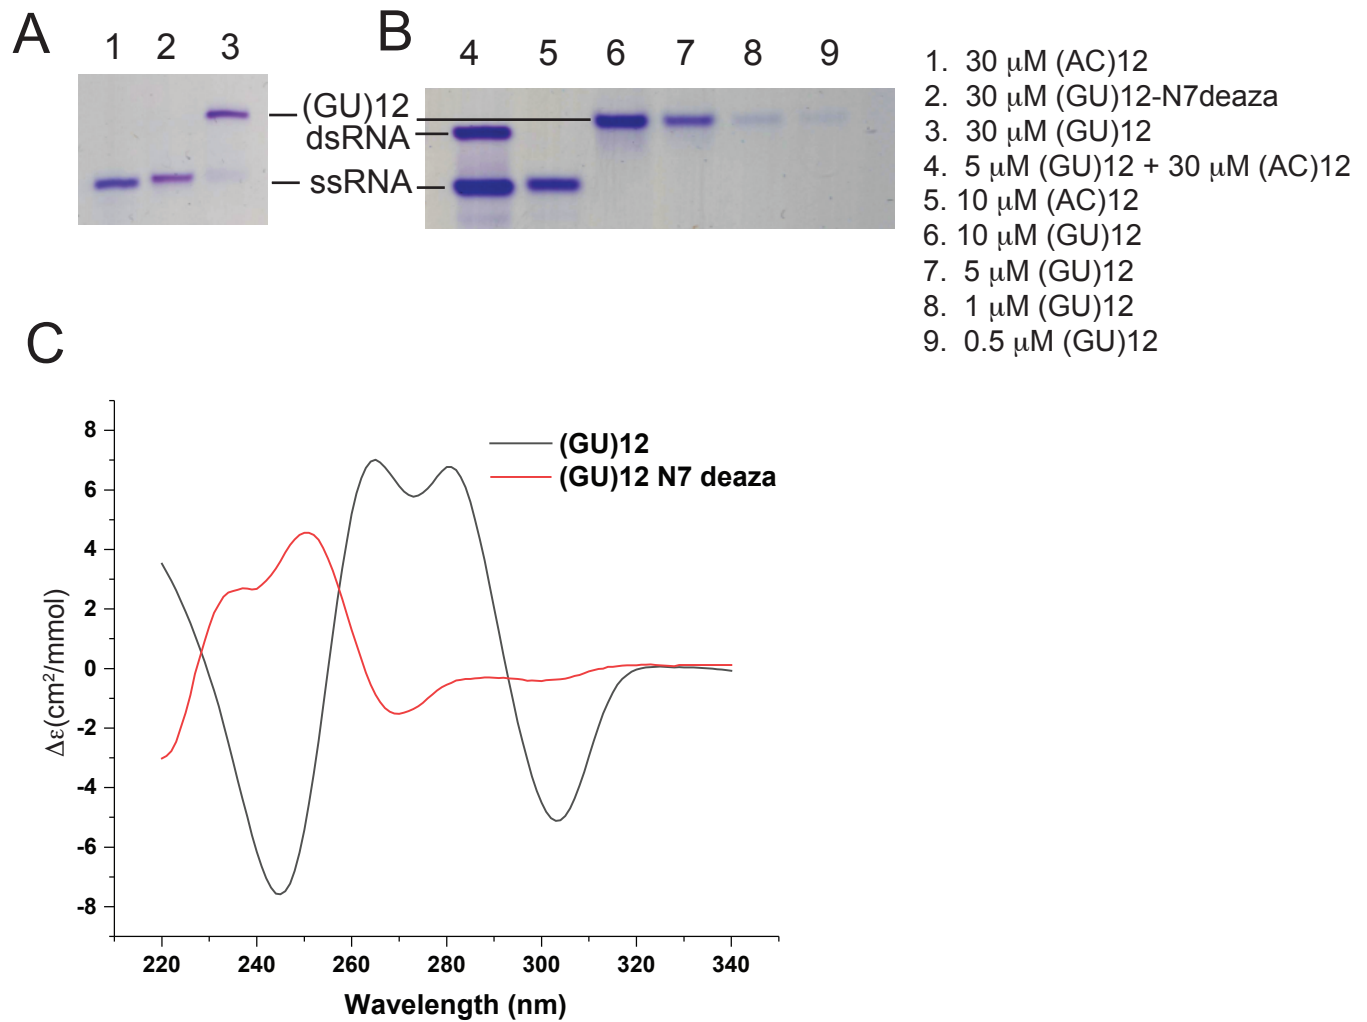 A
1 2 3
(GU)12
dsRNA
ssRNA
B
4 5 6 7 8 9
1. 30 μM (AC)12
2. 30 μM (GU)12-N7deaza
3. 30 μM (GU)12
4. 5 μM (GU)12 + 30 μM (AC)12
5. 10 μM (AC)12
6. 10 μM (GU)12
7. 5 μM (GU)12
8. 1 μM (GU)12
9. 0.5 μM (GU)12
C
(GU)12
(GU)12 N7 deaza
Δε(cm²/mmol)
8
6
4
2
0
-2
-4
-6
-8
220 240 260 280 300 320 340
Wavelength (nm)